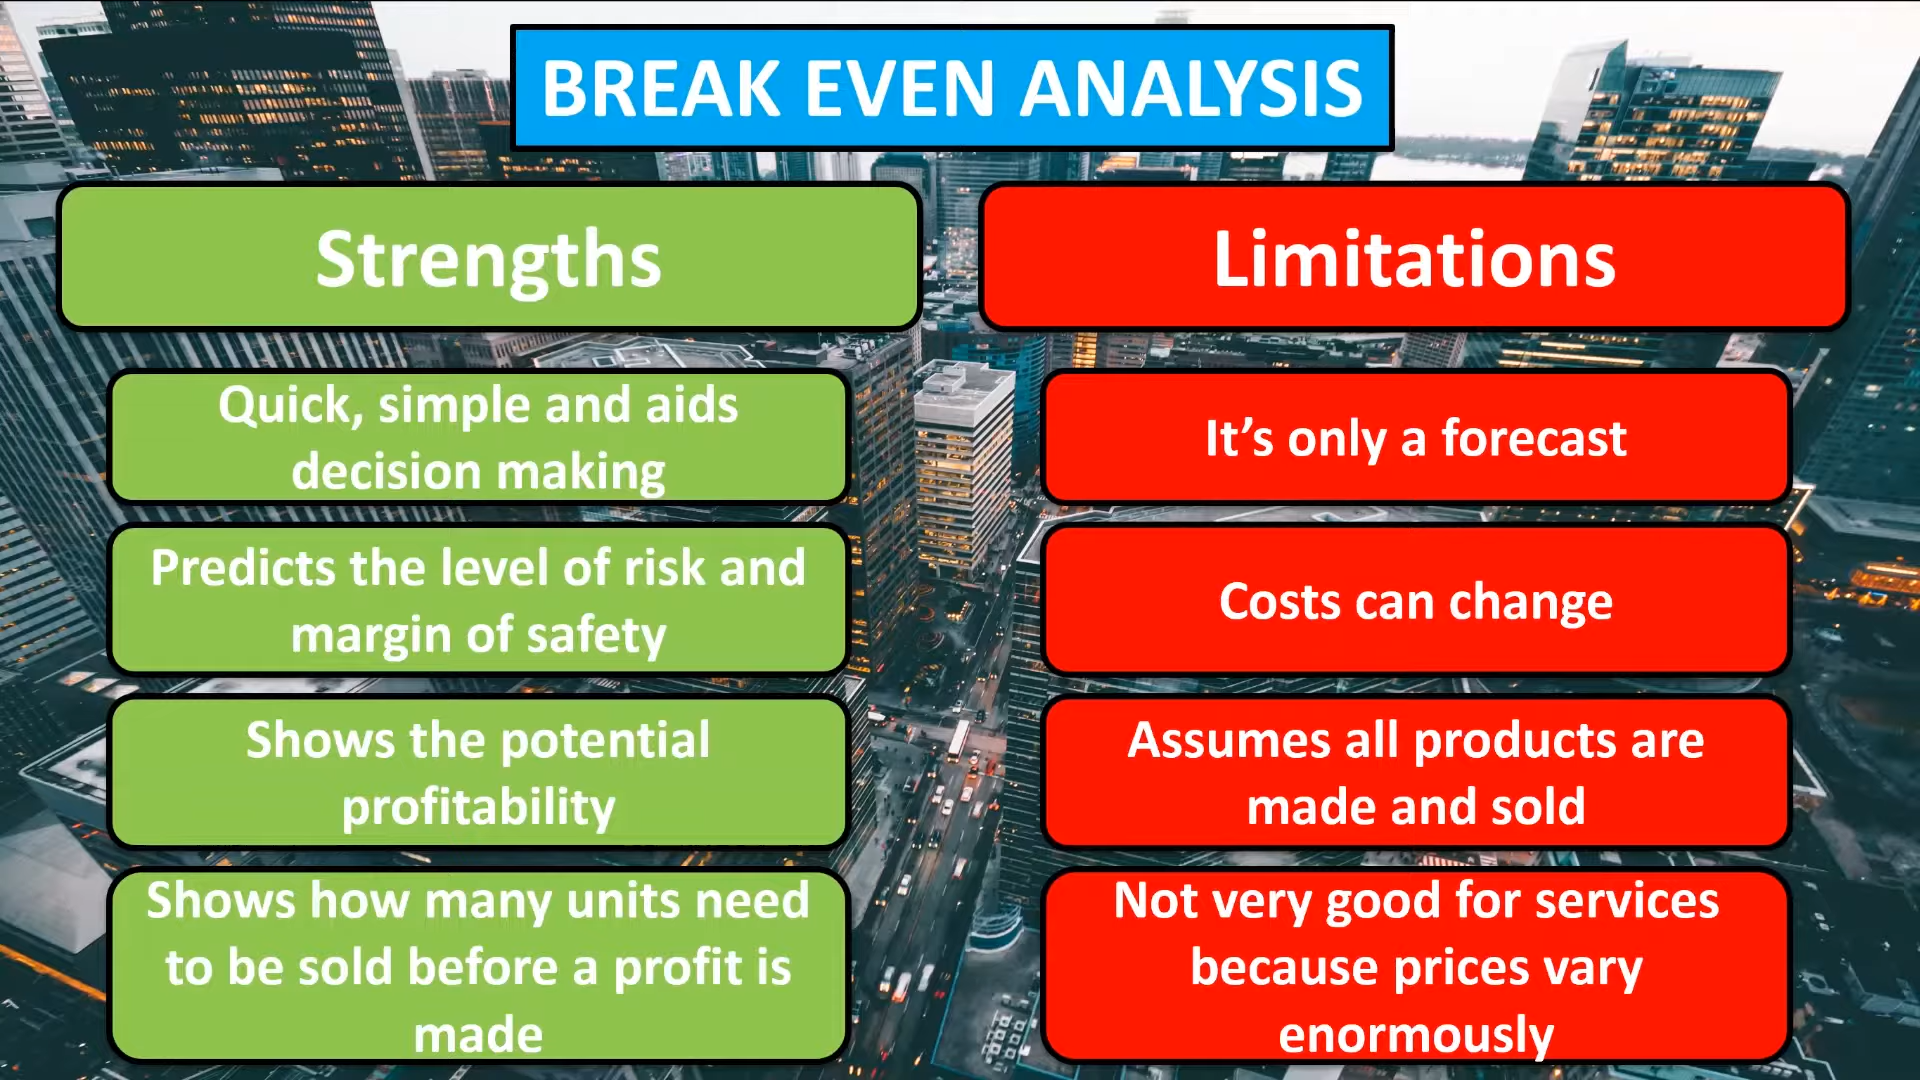 BREAK EVEN ANALYSIS
Strengths
Quick, simple and aids
decision making
Predicts the level of risk and
margin of safety
Shows the potential
profitability
Shows how many units need
to be sold before a profit is
made
Limitations
It’s only a forecast
Costs can change
Assumes all products are
made and sold
Not very good for services
because prices vary
enormously